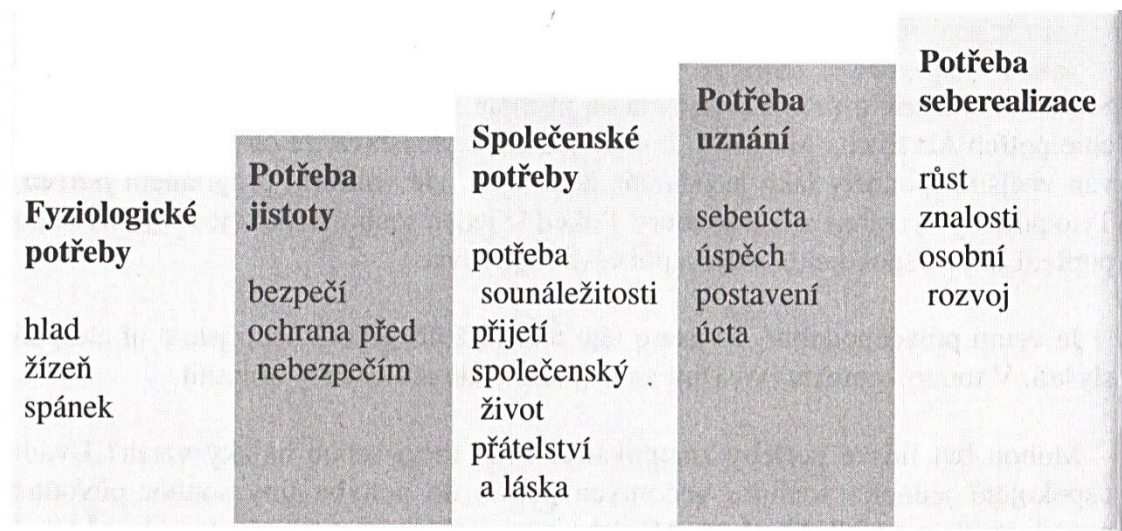 Fyziologické
potřeby
hlad
žízeň
spánek
Potřeba
jistoty
bezpečí
ochrana před
nebezpečím
Společenské
potřeby
potřeba
sounáležitosti
přijetí
společenský
život
přátelství
a láska
Potřeba
uznání
sebeúcta
úspěch
postavení
úcta
Potřeba
seberealizace
růst
znalosti
osobní
rozvoj